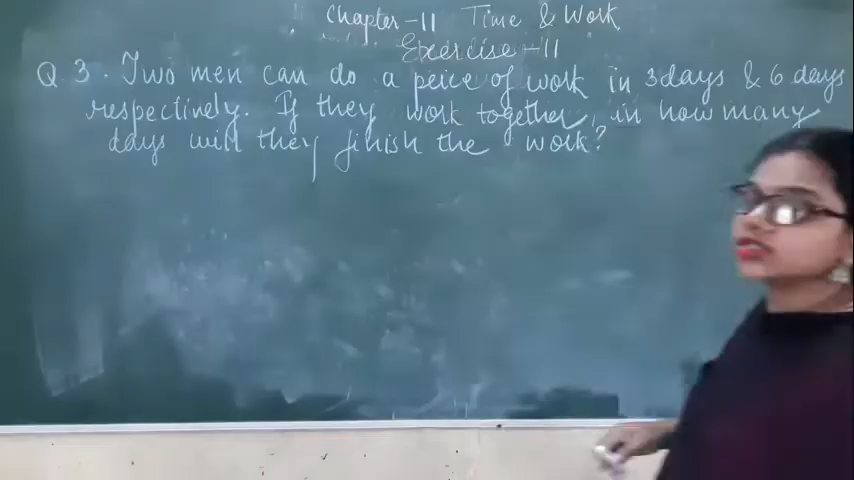 Chapter-11 Time & Work
Exercise-11
Q.3. Two men can do a peice of work in 3days & 6 days
respectively. If they work together, in how many
days will they finish the work?